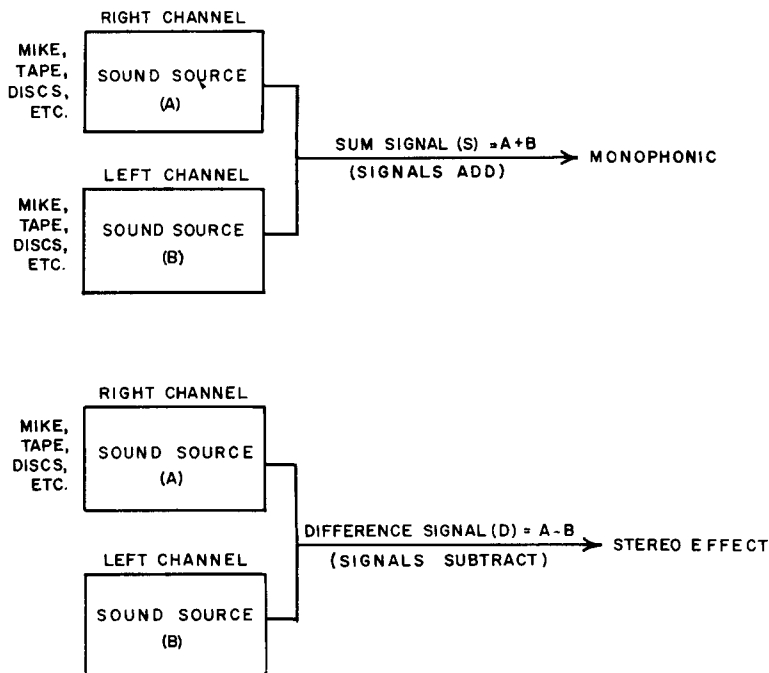 RIGHT CHANNEL
MIKE,
TAPE,
DISCS,
ETC.
SOUND SOURCE
(A)
SUM SIGNAL (S) = A+B
(SIGNALS ADD)
MONOPHONIC
LEFT CHANNEL
MIKE,
TAPE,
DISCS,
ETC.
SOUND SOURCE
(B)
RIGHT CHANNEL
MIKE,
TAPE,
DISCS,
ETC.
SOUND SOURCE
(A)
DIFFERENCE SIGNAL (D) = A-B
(SIGNALS SUBTRACT)
STEREO EFFECT
LEFT CHANNEL
SOUND SOURCE
(B)